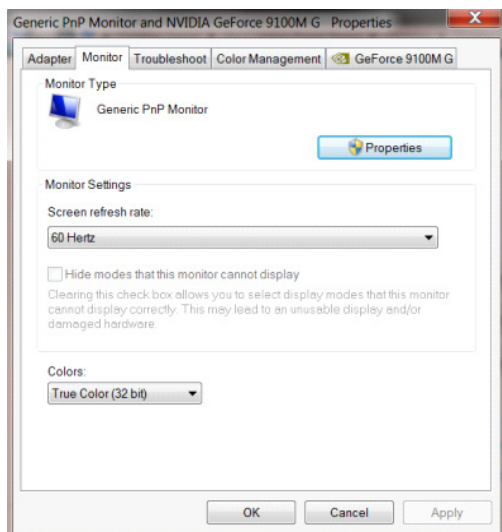 Generic PnP Monitor and NVIDIA GeForce 9100M G Properties
Adapter Monitor Troubleshoot Color Management GeForce 9100M G
Monitor Type
Generic PnP Monitor
Properties
Monitor Settings
Screen refresh rate:
60 Hertz
Hide modes that this monitor cannot display
Clearing this check box allows you to select display modes that this monitor
cannot display correctly. This may lead to an unusable display and/or
damaged hardware.
Colors:
True Color (32 bit)
OK Cancel Apply